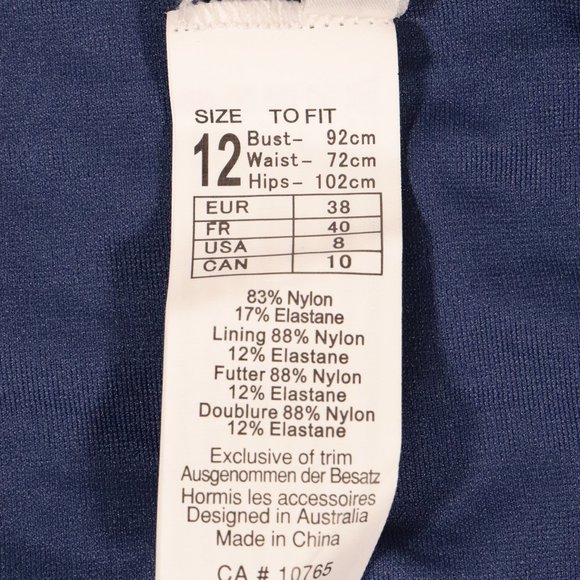 SIZE TO FIT
12 Bust– 92cm
Waist– 72cm
Hips– 102cm
EUR 38
FR 40
USA 8
CAN 10
83% Nylon
17% Elastane
Lining 88% Nylon
12% Elastane
Futter 88% Nylon
12% Elastane
Doublure 88% Nylon
12% Elastane
Exclusive of trim
Ausgenommen der Besatz
Hormis les accessoires
Designed in Australia
Made in China
CA # 10765